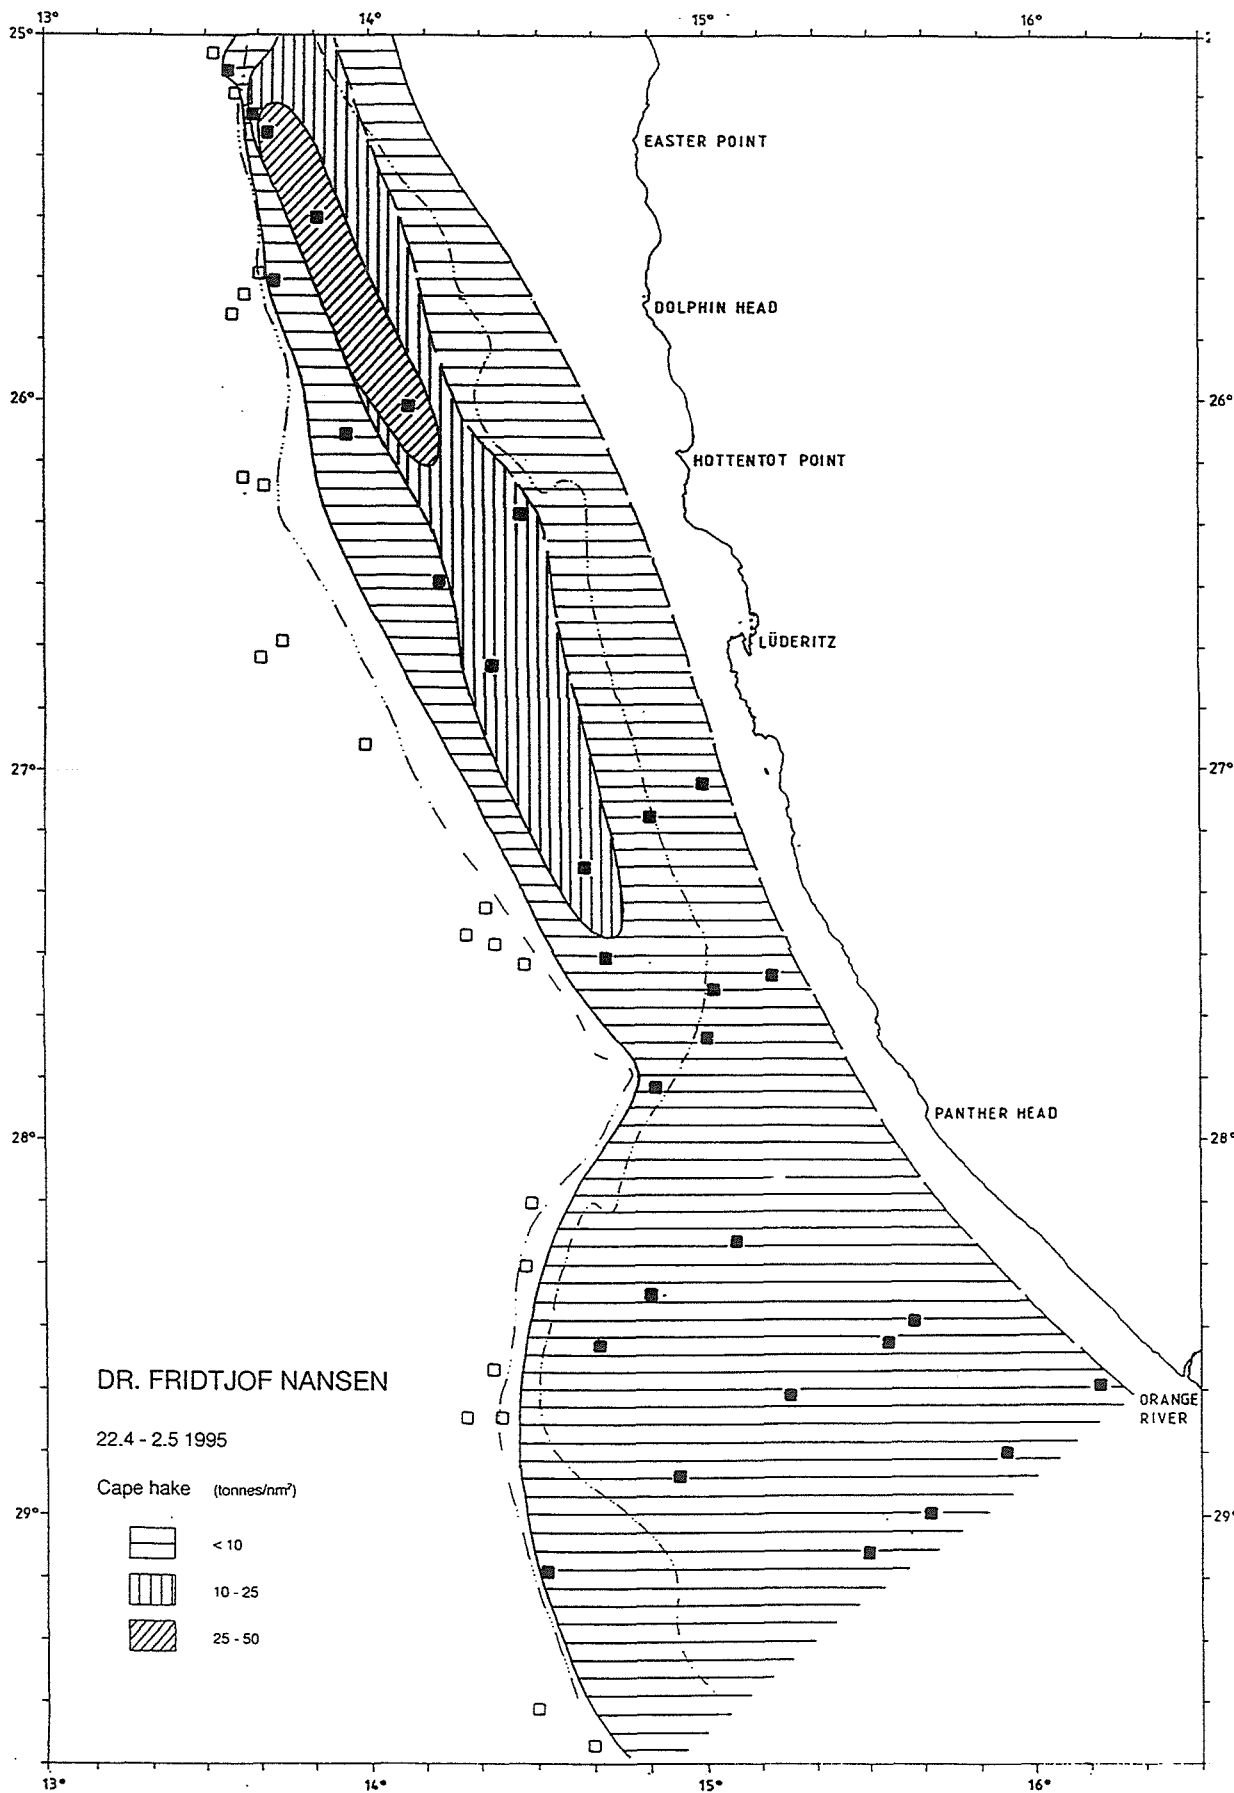 13° 14° 15° 16°
25°
EASTER POINT
DOLPHIN HEAD
26° 26°
HOTTENTOT POINT
LÜDERITZ
27° 27°
PANTHER HEAD
28° 28°
DR. FRIDTJOF NANSEN
ORANGE
RIVER
22.4 - 2.5 1995
Cape hake (tonnes/nm²)
29° 29°
< 10
10 - 25
25 - 50
13° 14° 15° 16°